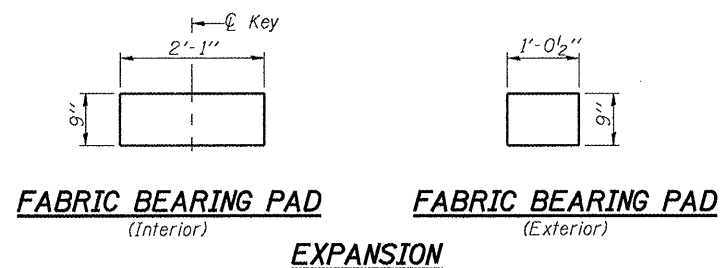 ℄ Key
2'-1"
9"
1'-0½"
9"
FABRIC BEARING PAD
(Interior)
FABRIC BEARING PAD
(Exterior)
EXPANSION